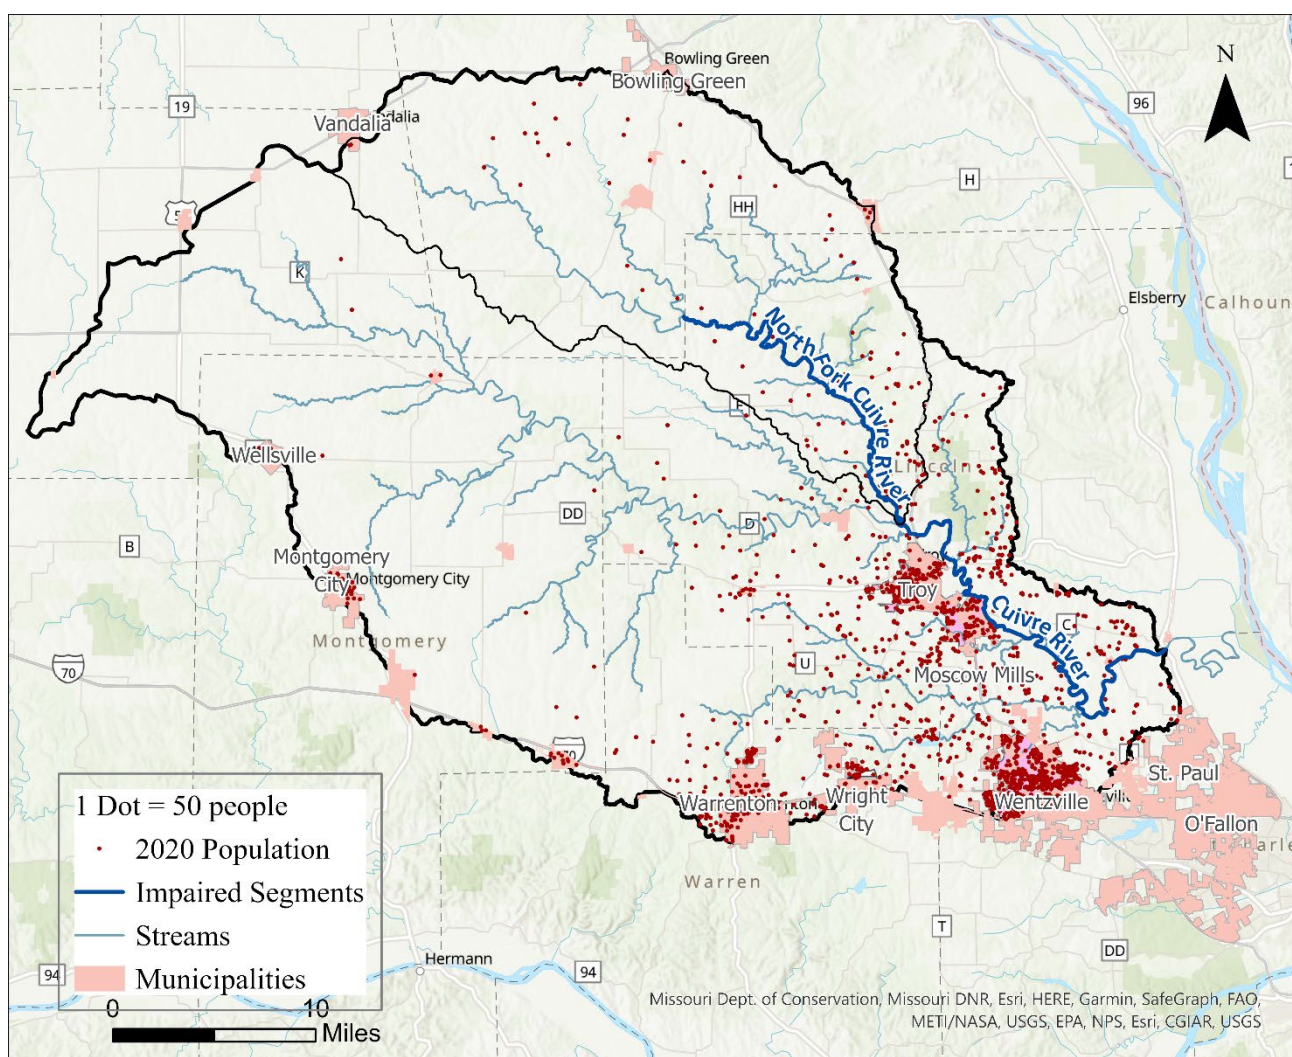 N
Bowling Green
Bowling Green
96
19
Vandalia
H
HH
K
Elsberry
Calhoun
North Fork Cuivre River
Lincoln
Wellsville
B
DD
D
Montgomery
City
Montgomery City
Troy
Cuivre River
C
Montgomery
70
U
Moscow Mills
70
St. Paul
Warrenton
Wright
City
Wentzville
O'Fallon
Warren
T
DD
Hermann
94
94
1 Dot = 50 people
2020 Population
Impaired Segments
Streams
Municipalities
0 10
Miles
Missouri Dept. of Conservation, Missouri DNR, Esri, HERE, Garmin, SafeGraph, FAO,
METI/NASA, USGS, EPA, NPS, Esri, CGIAR, USGS